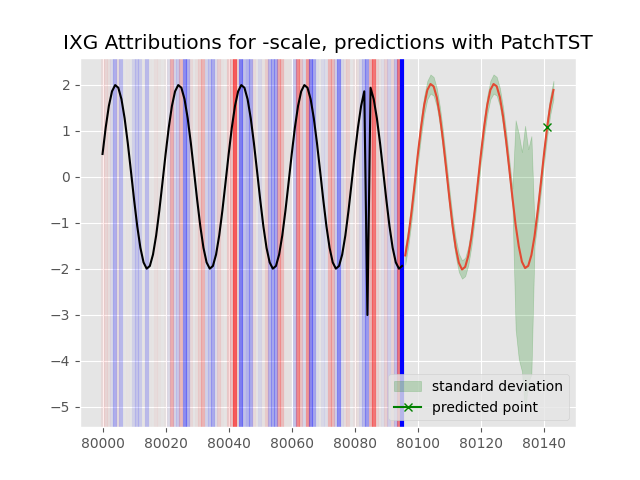 IXG Attributions for -scale, predictions with PatchTST
2
1
0
−1
−2
−3
−4
−5
standard deviation
predicted point
80000 80020 80040 80060 80080 80100 80120 80140